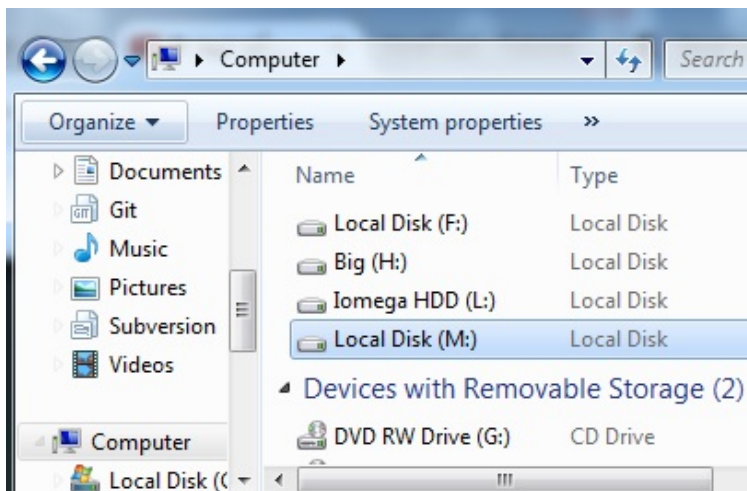 Computer
Search
Organize
Properties
System properties
»
Documents
Git
Music
Pictures
Subversion
Videos
Computer
Local Disk (
Name
Type
Local Disk (F:)
Local Disk
Big (H:)
Local Disk
Iomega HDD (L:)
Local Disk
Local Disk (M:)
Local Disk
Devices with Removable Storage (2)
DVD RW Drive (G:)
CD Drive